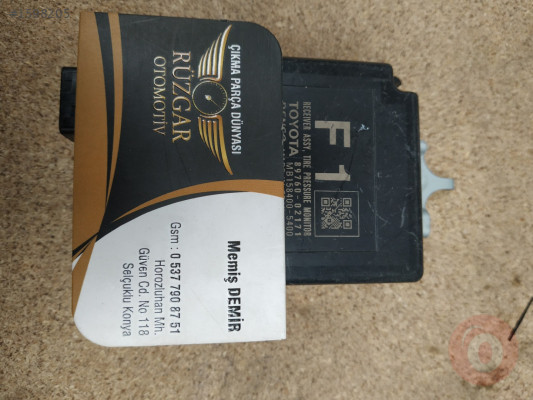 ÇIKMA PARÇA DÜNYASI
RÜZGAR
OTOMOTİV
Memiş DEMİR
Gsm : 0 537 790 87 51
Horozluhan Mh.
Güven Cd. No 118
Selçuklu Konya
F1
RECEIVER ASSY, TIRE PRESSURE MONITOR
TOYOTA 89760-02171
MB158400-5400